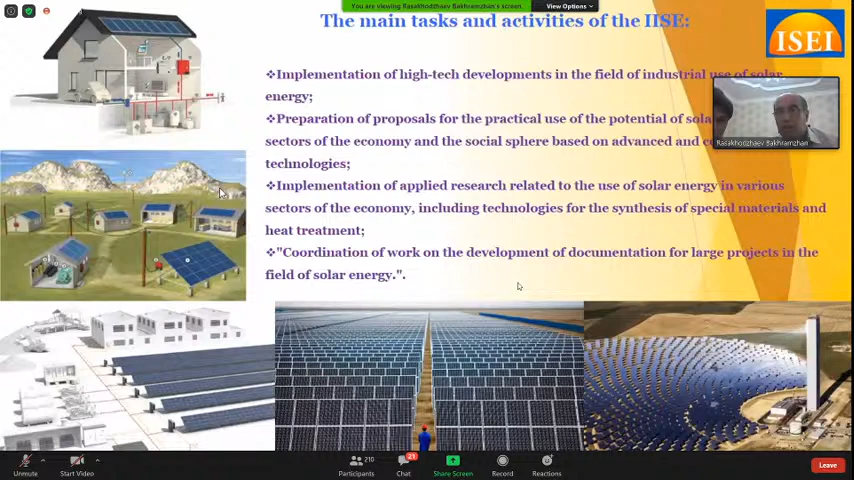 You are viewing Rasakhodzhaev Bakhramzhan's screen
View Options
The main tasks and activities of the IISE:
ISEI
❖Implementation of high-tech developments in the field of industrial use of solar
energy;
❖Preparation of proposals for the practical use of the potential of
sectors of the economy and the social sphere based on advanced and
technologies;
❖Implementation of applied research related to the use of solar energy in various
sectors of the economy, including technologies for the synthesis of special materials and
heat treatment;
❖"Coordination of work on the development of documentation for large projects in the
field of solar energy.".
Rasakhodzhaev Bakhramzhan
Unmute
Start Video
Participants
210
Chat
21
Share Screen
Record
Reactions
Leave